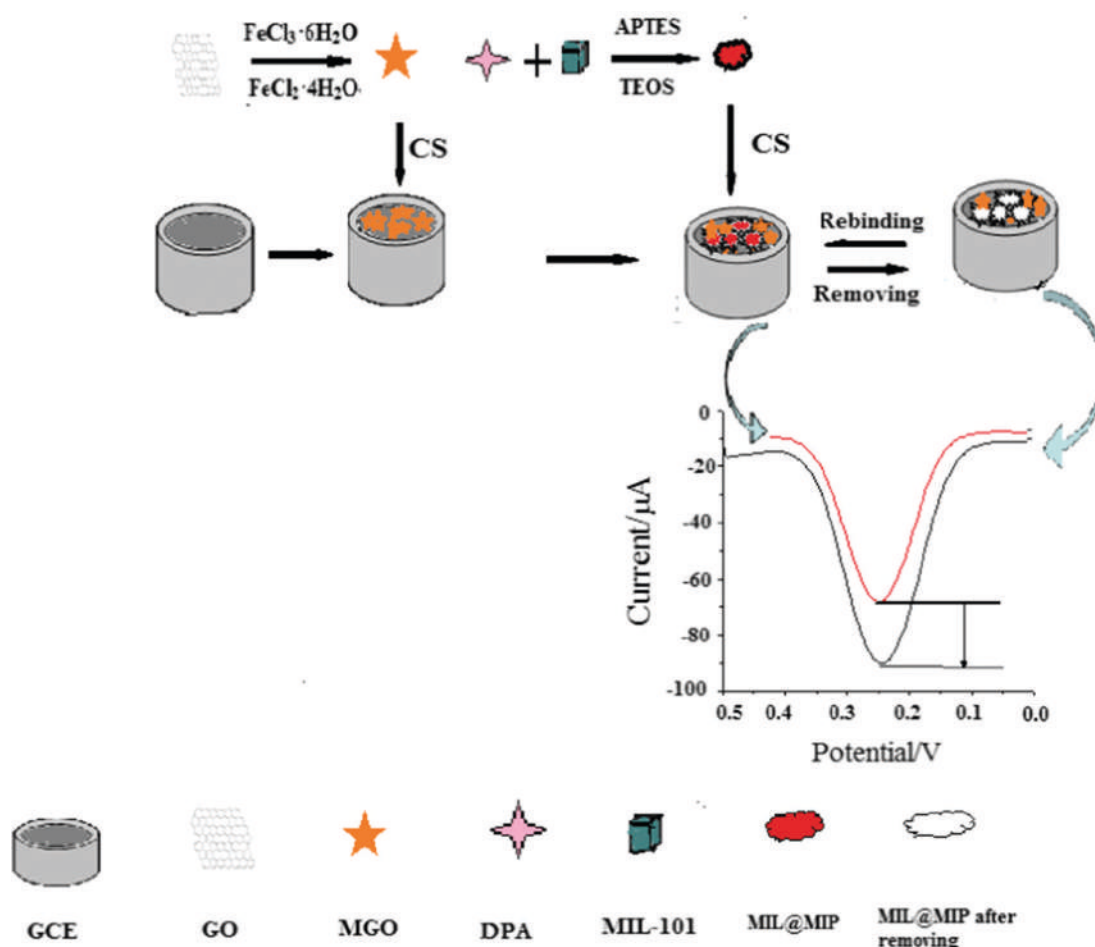 FeCl3·6H2O
FeCl2·4H2O
APTES
TEOS
CS
CS
Rebinding
Removing
0
-20
-40
-60
-80
-100
Current/µA
0.5 0.4 0.3 0.2 0.1 0.0
Potential/V
GCE GO MGO DPA MIL-101 MIL@MIP MIL@MIP after
removing